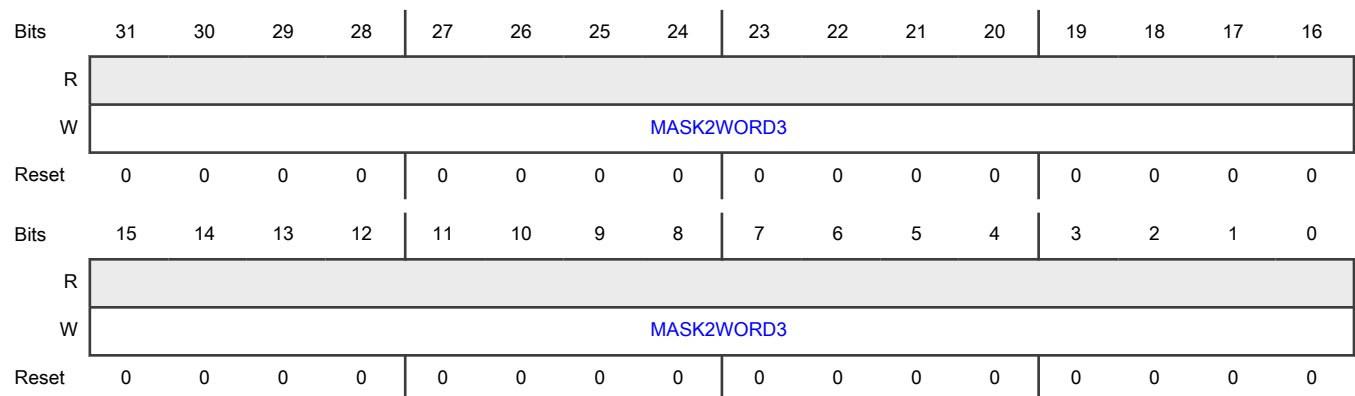 Bits 31 30 29 28 27 26 25 24 23 22 21 20 19 18 17 16
R
W MASK2WORD3
Reset 0 0 0 0 0 0 0 0 0 0 0 0 0 0 0 0
Bits 15 14 13 12 11 10 9 8 7 6 5 4 3 2 1 0
R
W MASK2WORD3
Reset 0 0 0 0 0 0 0 0 0 0 0 0 0 0 0 0